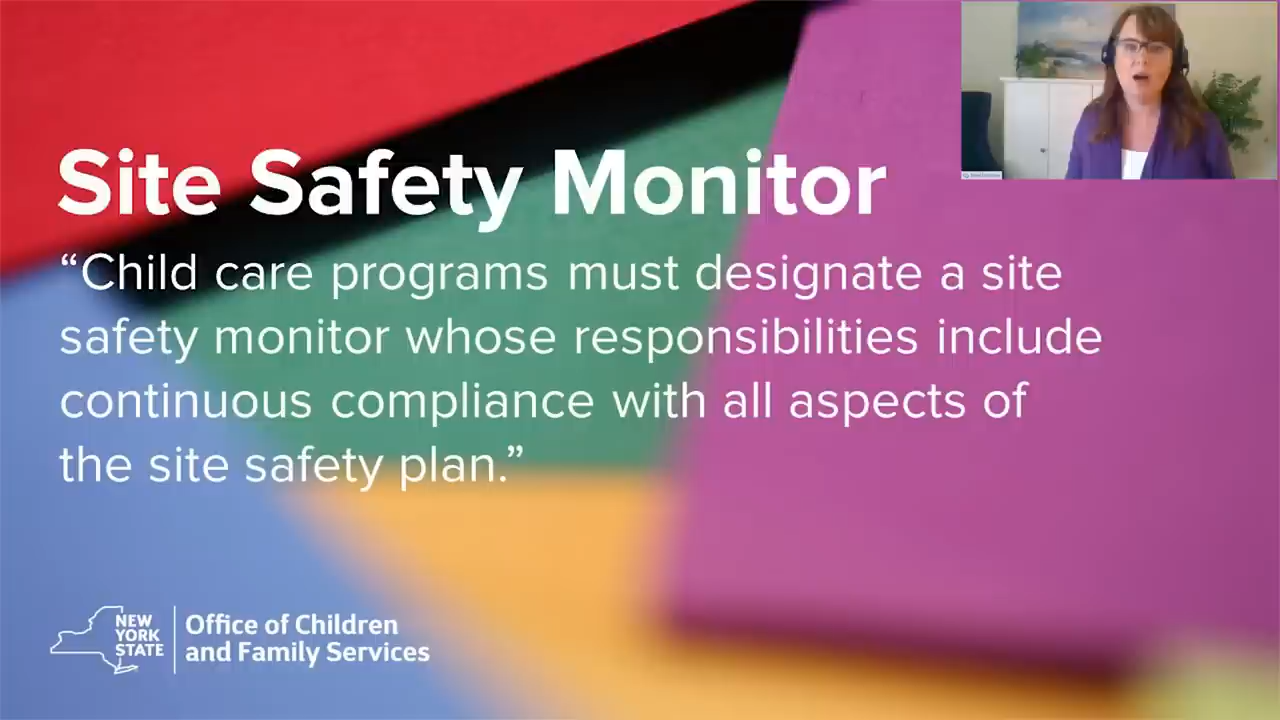 Site Safety Monitor
“Child care programs must designate a site
safety monitor whose responsibilities include
continuous compliance with all aspects of
the site safety plan.”
NEW
YORK
STATE
Office of Children
and Family Services